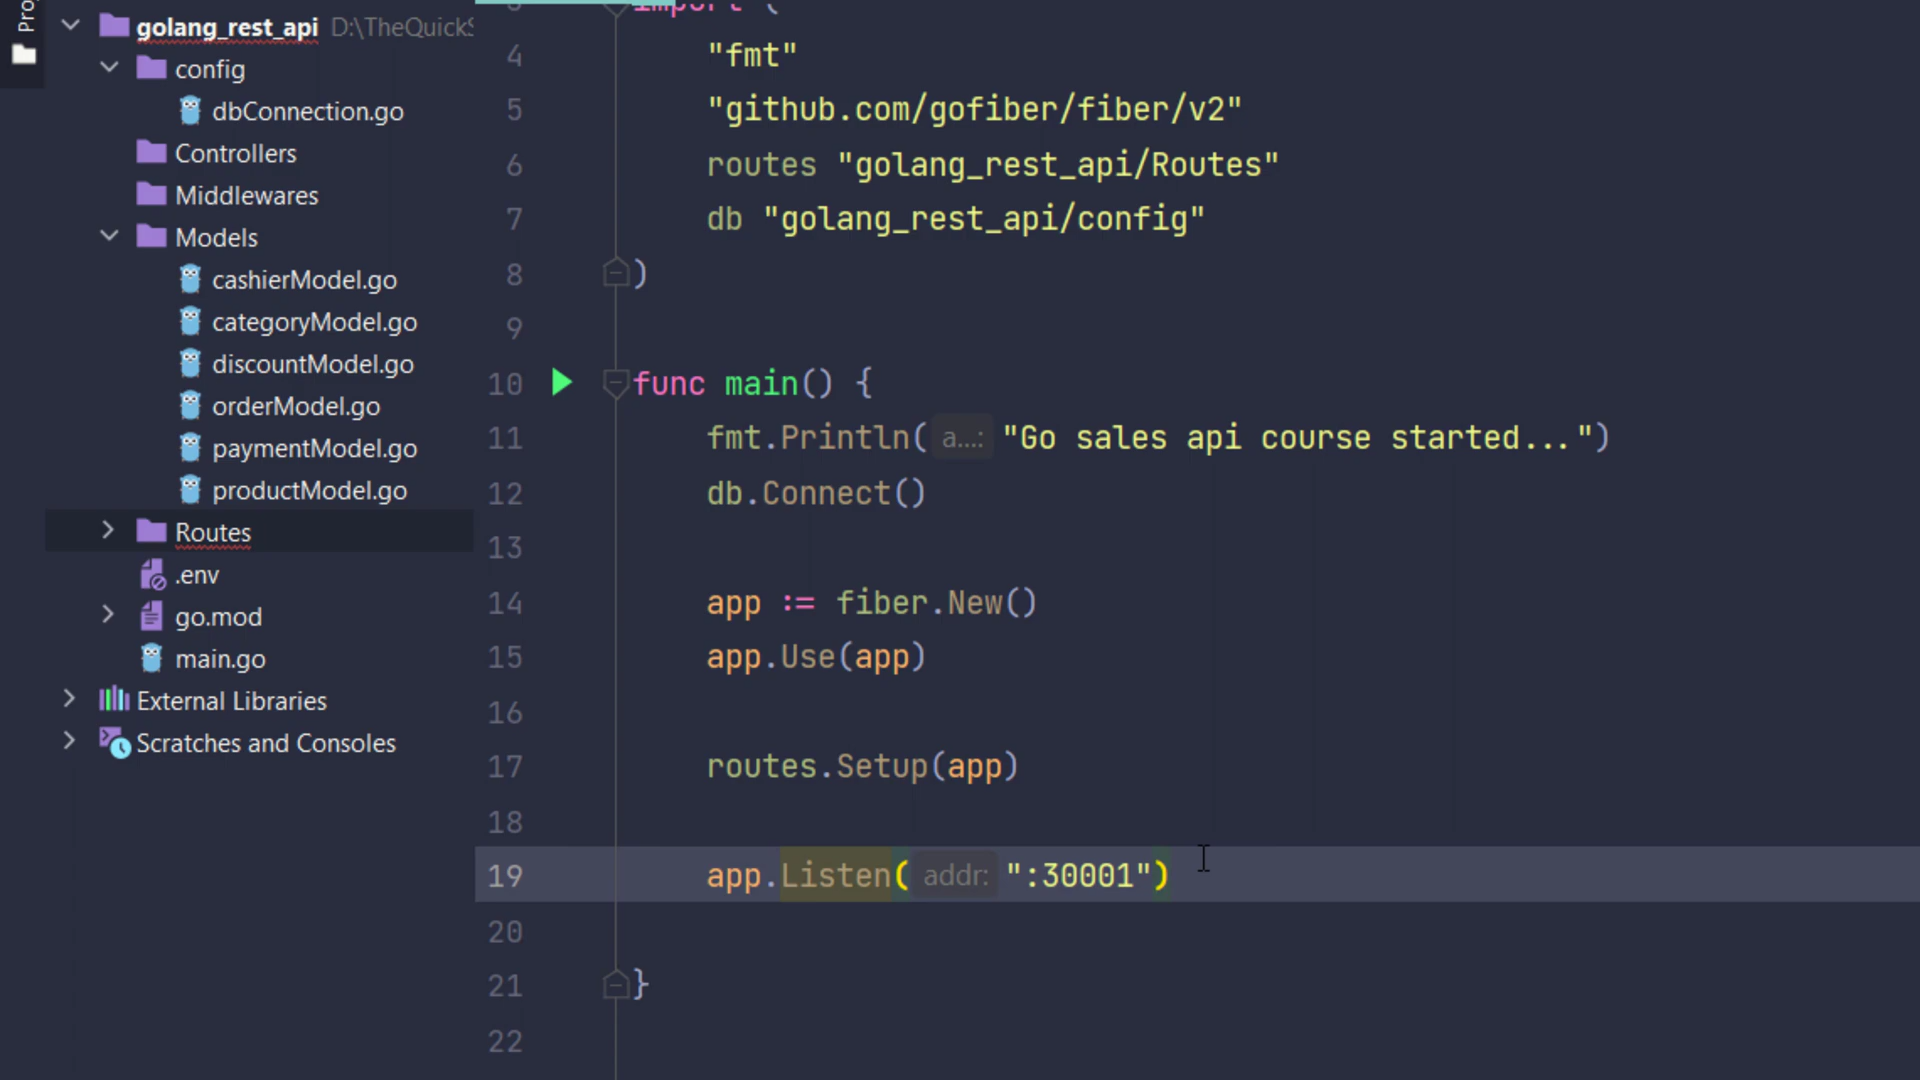 Proj
golang_rest_api D:\TheQuickS
config
dbConnection.go
Controllers
Middlewares
Models
cashierModel.go
categoryModel.go
discountModel.go
orderModel.go
paymentModel.go
productModel.go
Routes
.env
go.mod
main.go
External Libraries
Scratches and Consoles
3 import (
4 "fmt"
5 "github.com/gofiber/fiber/v2"
6 routes "golang_rest_api/Routes"
7 db "golang_rest_api/config"
8 )
9
10 func main() {
11 fmt.Println( a...: "Go sales api course started...")
12 db.Connect()
13
14 app := fiber.New()
15 app.Use(app)
16
17 routes.Setup(app)
18
19 app.Listen( addr: ":30001")
20
21 }
22